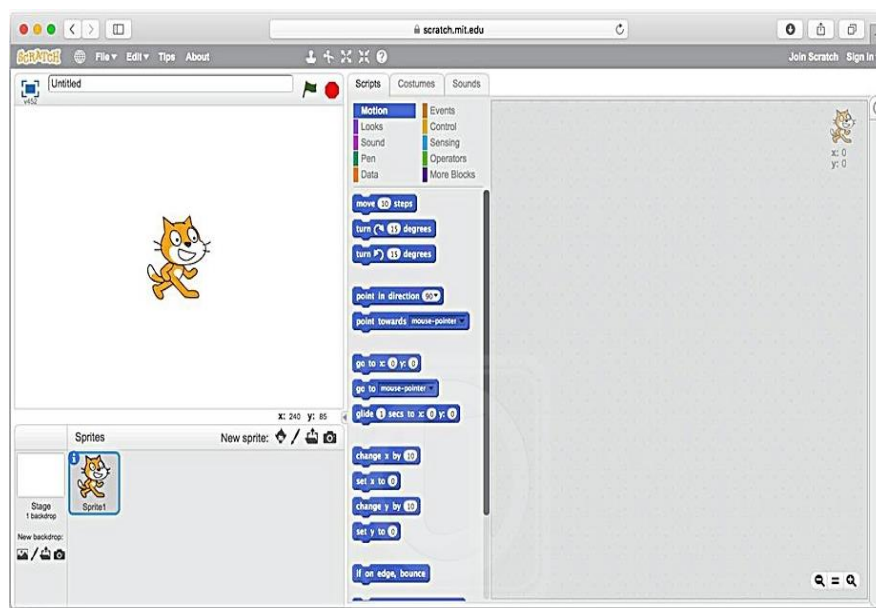 scratch.mit.edu
SCRATCH File Edit Tips About Join Scratch Sign in
Untitled
v452
Scripts Costumes Sounds
Motion Events
Looks Control
Sound Sensing
Pen Operators
Data More Blocks
x: 0
y: 0
move 10 steps
turn 15 degrees
turn 15 degrees
point in direction 90
point towards mouse-pointer
go to x: 0 y: 0
go to mouse-pointer
glide 1 secs to x: 0 y: 0
change x by 10
set x to 0
change y by 10
set y to 0
if on edge, bounce
x: 240 y: 85
Sprites New sprite:
Stage
1 backdrop
Sprite1
New backdrop: